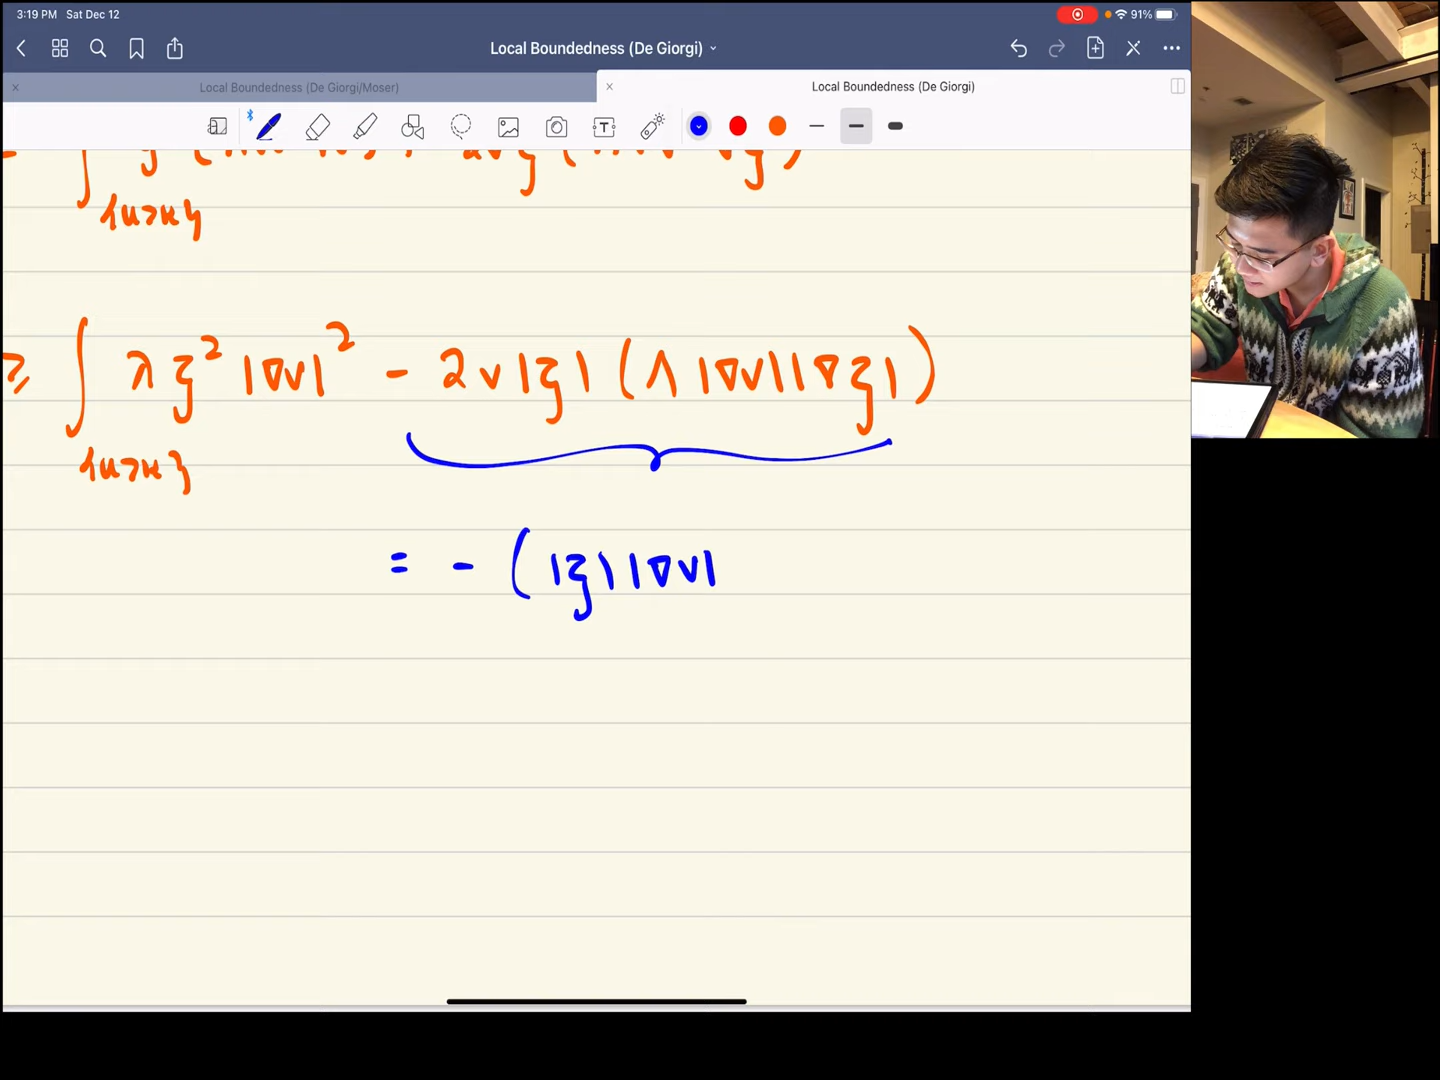 3:19 PM Sat Dec 12
91%
Local Boundedness (De Giorgi)
Local Boundedness (De Giorgi/Moser)
Local Boundedness (De Giorgi)
{u>k}
≥ ∫ λ ξ² |∇v|² - 2v|ξ| (Λ |∇v||∇ξ|)
{u>k}
= - ( |ξ| |∇v|